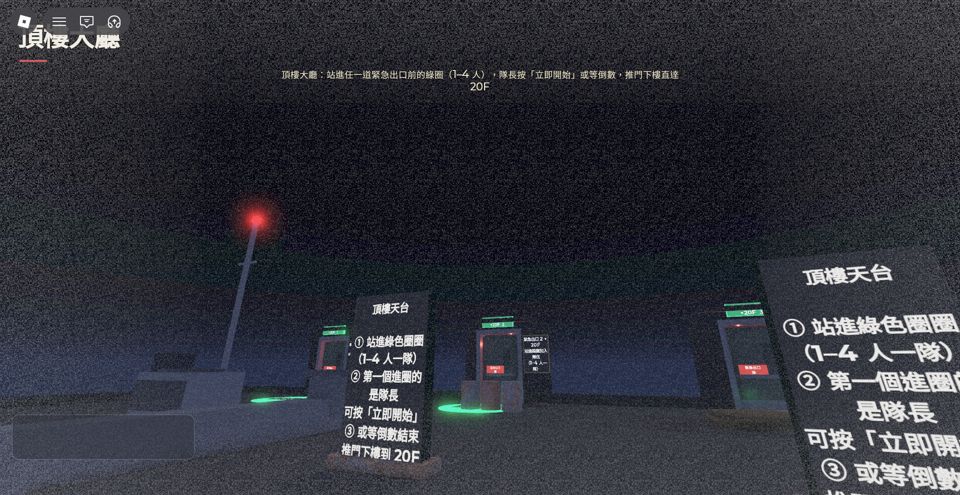 頂樓大廳
頂樓大廳：站進任一道緊急出口前的綠圈（1–4 人），隊長按「立即開始」或等倒數，推門下樓直達
20F
頂樓天台
① 站進綠色圈圈
（1–4 人一隊）
② 第一個進圈的
是隊長
可按「立即開始」
③ 或等倒數結束
推門下樓到 20F
頂樓天台
① 站進綠色圈圈
（1–4 人一隊）
② 第一個進圈
是隊長
可按「立即開
③ 或等倒數